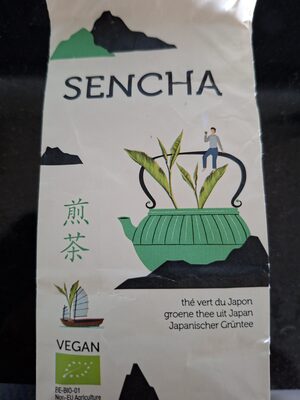 SENCHA
煎
茶
thé vert du Japon
groene thee uit Japan
Japanischer Grüntee
VEGAN
BE-BIO-01
Non-EU Agriculture